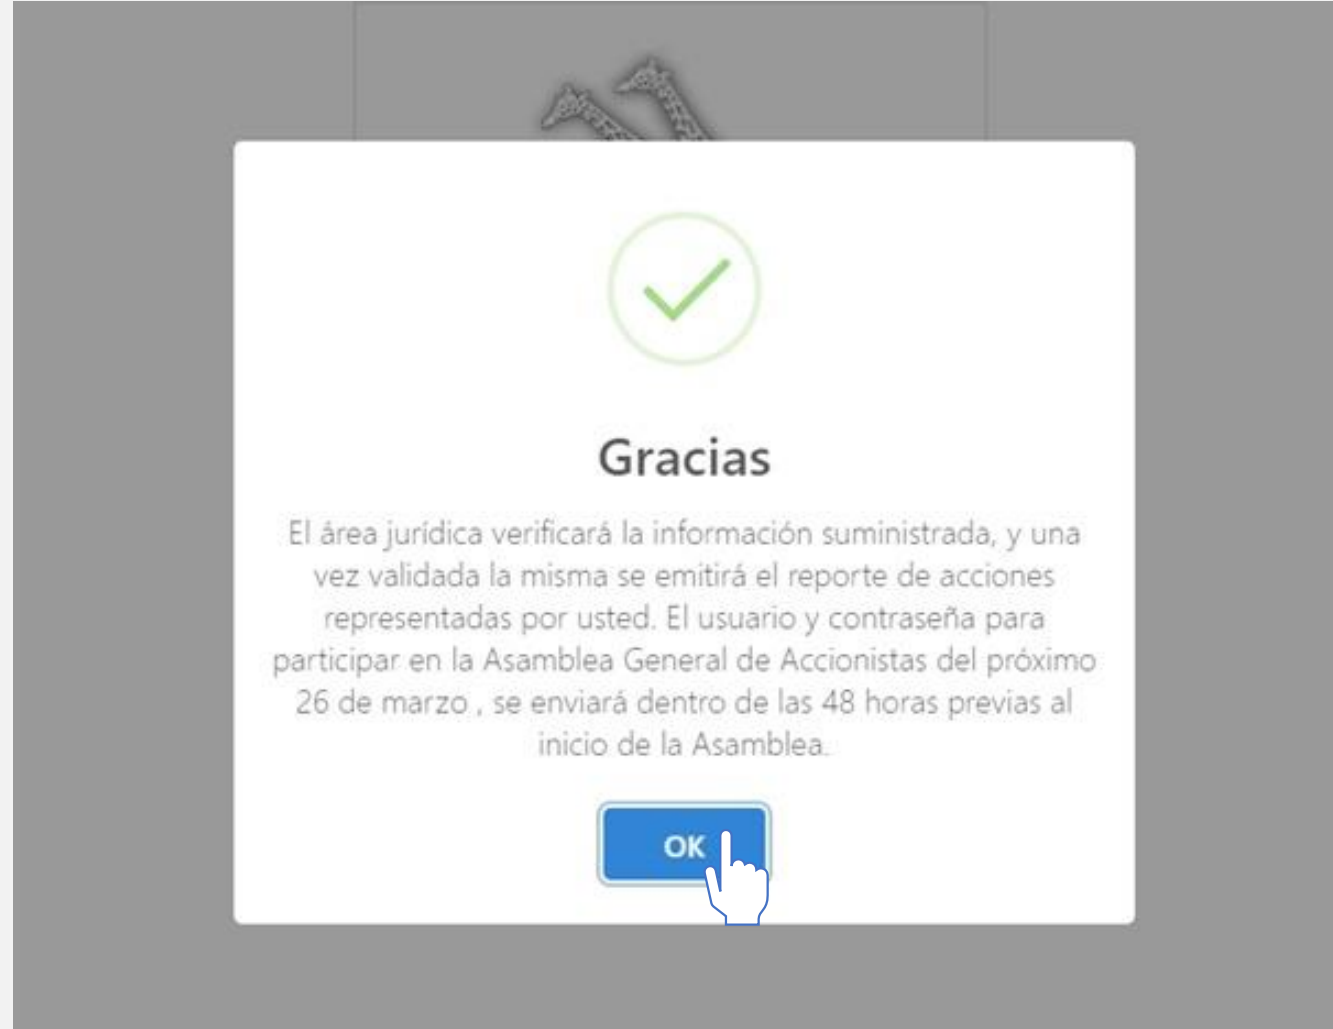 Gracias
El área jurídica verificará la información suministrada, y una
vez validada la misma se emitirá el reporte de acciones
representadas por usted. El usuario y contraseña para
participar en la Asamblea General de Accionistas del próximo
26 de marzo , se enviará dentro de las 48 horas previas al
inicio de la Asamblea.
OK